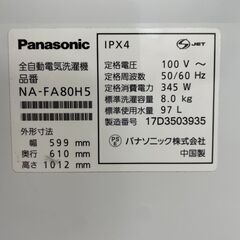 Panasonic
全自動電気洗濯機
品番
NA-FA80H5
外形寸法
幅 599 mm
奥行 610 mm
高さ 1012 mm
IPX4
JET
定格電圧 100 V～
定格周波数 50/60 Hz
定格消費電力 345 W
標準洗濯容量 8.0 kg
標準使用水量 97 L
製造番号 17D3503935
PS E
パナソニック株式会社
中国製